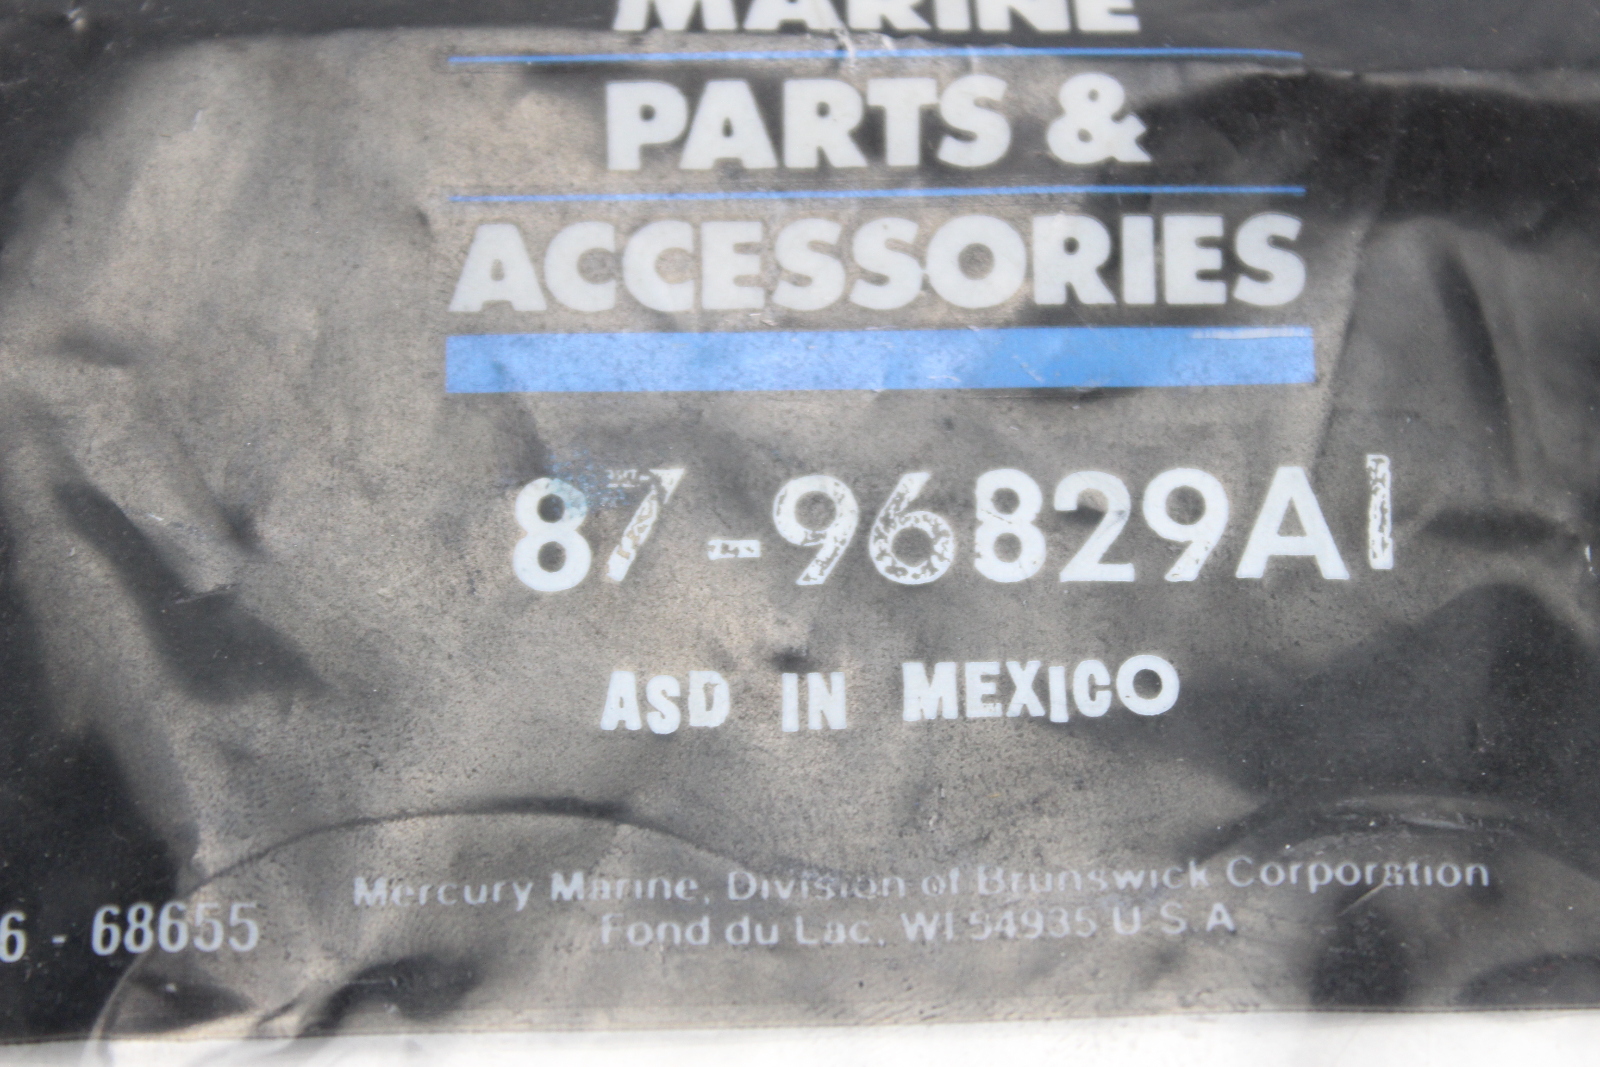 MARINE
PARTS &
ACCESSORIES
87-96829A1
ASD IN MEXICO
Mercury Marine, Division of Brunswick Corporation
Fond du Lac, WI 54935 U.S.A
6 - 68655